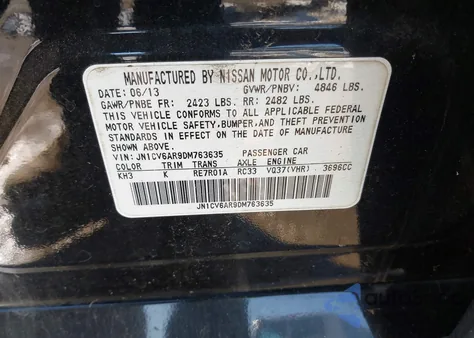 MANUFACTURED BY NISSAN MOTOR CO.,LTD.
DATE: 06/13 GVWR/PNBV: 4846 LBS.
GAWR/PNBE FR: 2423 LBS. RR: 2482 LBS.
THIS VEHICLE CONFORMS TO ALL APPLICABLE FEDERAL
MOTOR VEHICLE SAFETY, BUMPER, AND THEFT PREVENTION
STANDARDS IN EFFECT ON THE DATE OF MANUFACTURE
SHOWN ABOVE.
VIN: JN1CV6AR9DM763635 PASSENGER CAR
COLOR TRIM TRANS AXLE ENGINE
KH3 K RE7R01A RC33 VQ37(VHR) 3696CC
JN1CV6AR9DM763635